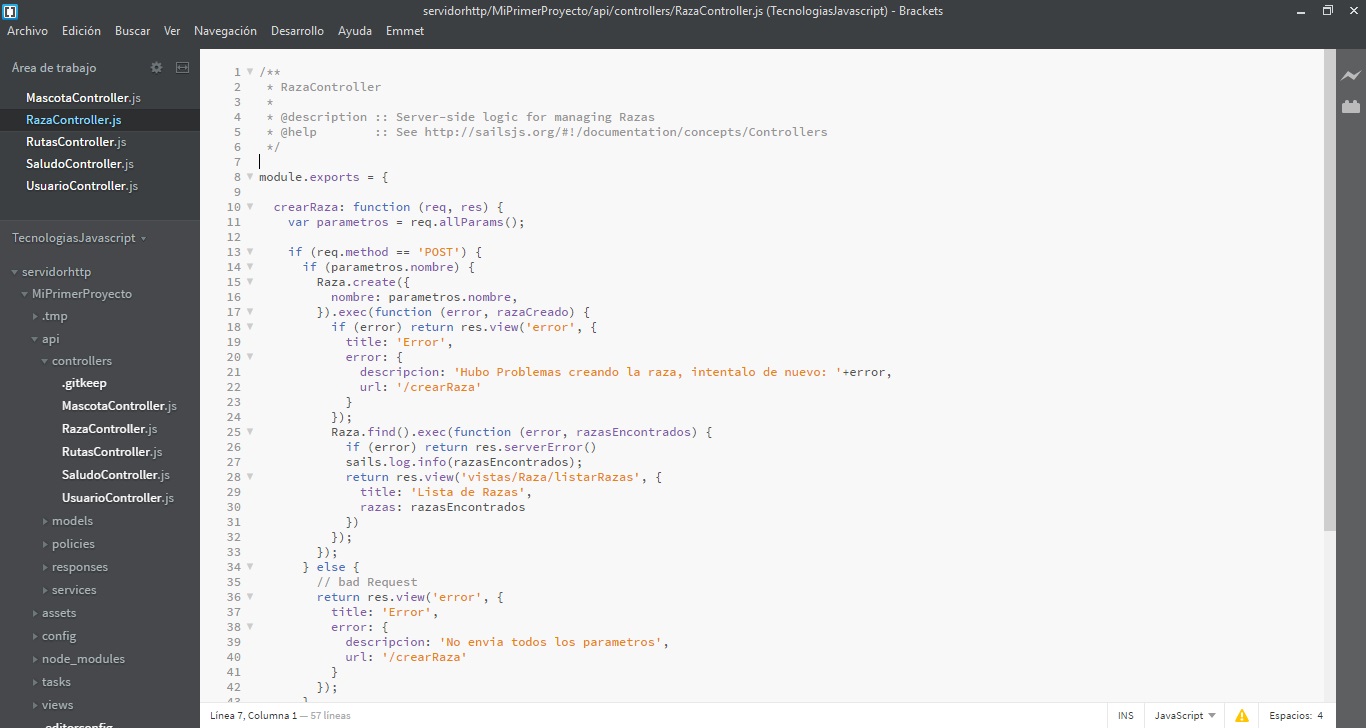 servidorhttp/MiPrimerProyecto/api/controllers/RazaController.js (TecnologiasJavascript) - Brackets
Archivo Edición Buscar Ver Navegación Desarrollo Ayuda Emmet
Área de trabajo
MascotaController.js
RazaController.js
RutasController.js
SaludoController.js
UsuarioController.js
TecnologiasJavascript
servidorhttp
MiPrimerProyecto
.tmp
api
controllers
.gitkeep
MascotaController.js
RazaController.js
RutasController.js
SaludoController.js
UsuarioController.js
models
policies
responses
services
assets
config
node_modules
tasks
views
.editorconfig
1 /**
2  * RazaController
3  *
4  * @description :: Server-side logic for managing Razas
5  * @help        :: See http://sailsjs.org/#!/documentation/concepts/Controllers
6  */
7
8 module.exports = {
9
10   crearRaza: function (req, res) {
11     var parametros = req.allParams();
12
13     if (req.method == 'POST') {
14       if (parametros.nombre) {
15         Raza.create({
16           nombre: parametros.nombre,
17         }).exec(function (error, razaCreado) {
18           if (error) return res.view('error', {
19             title: 'Error',
20             error: {
21               descripcion: 'Hubo Problemas creando la raza, intentalo de nuevo: '+error,
22               url: '/crearRaza'
23             }
24           });
25           Raza.find().exec(function (error, razasEncontrados) {
26             if (error) return res.serverError()
27             sails.log.info(razasEncontrados);
28             return res.view('vistas/Raza/listarRazas', {
29               title: 'Lista de Razas',
30               razas: razasEncontrados
31             })
32           });
33         });
34       } else {
35         // bad Request
36         return res.view('error', {
37           title: 'Error',
38           error: {
39             descripcion: 'No envia todos los parametros',
40             url: '/crearRaza'
41           }
42         });
43       }
Línea 7, Columna 1 — 57 líneas
INS JavaScript Espacios: 4